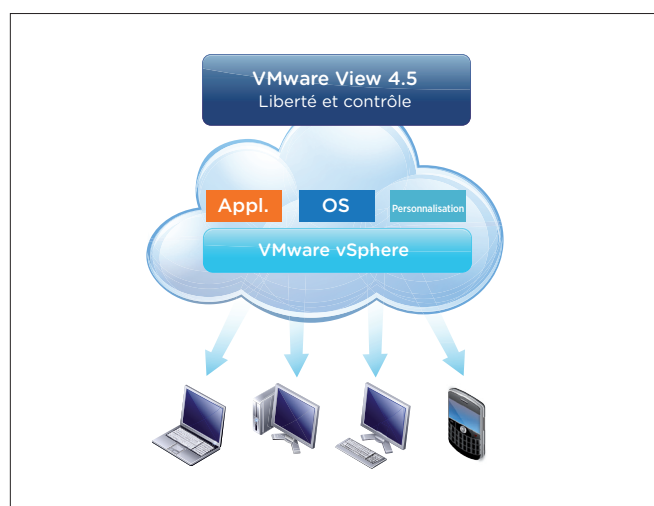 VMware View 4.5
Liberté et contrôle
Appl.
OS
Personnalisation
VMware vSphere